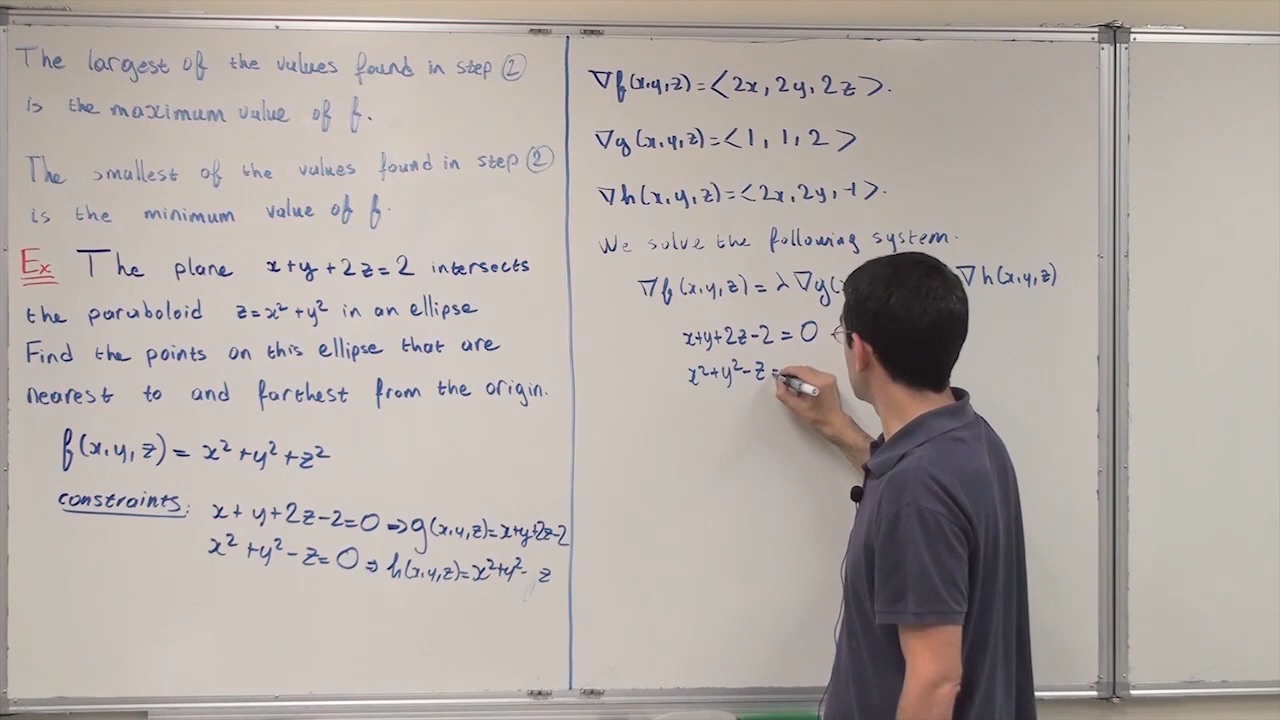 The largest of the values found in step ②
is the maximum value of f.
The smallest of the values found in step ②
is the minimum value of f.
Ex The plane x+y+2z=2 intersects
the paraboloid z=x²+y² in an ellipse
Find the points on this ellipse that are
nearest to and farthest from the origin.
f(x,y,z)=x²+y²+z²
constraints: x+y+2z-2=0 ⇒ g(x,y,z)=x+y+2z-2
x²+y²-z=0 ⇒ h(x,y,z)=x²+y²-z
∇f(x,y,z)=<2x, 2y, 2z>.
∇g(x,y,z)=<1, 1, 2>
∇h(x,y,z)=<2x, 2y, -1>.
We solve the following system.
∇f(x,y,z)=λ∇g(x ∇h(x,y,z)
x+y+2z-2=0
x²+y²-z=